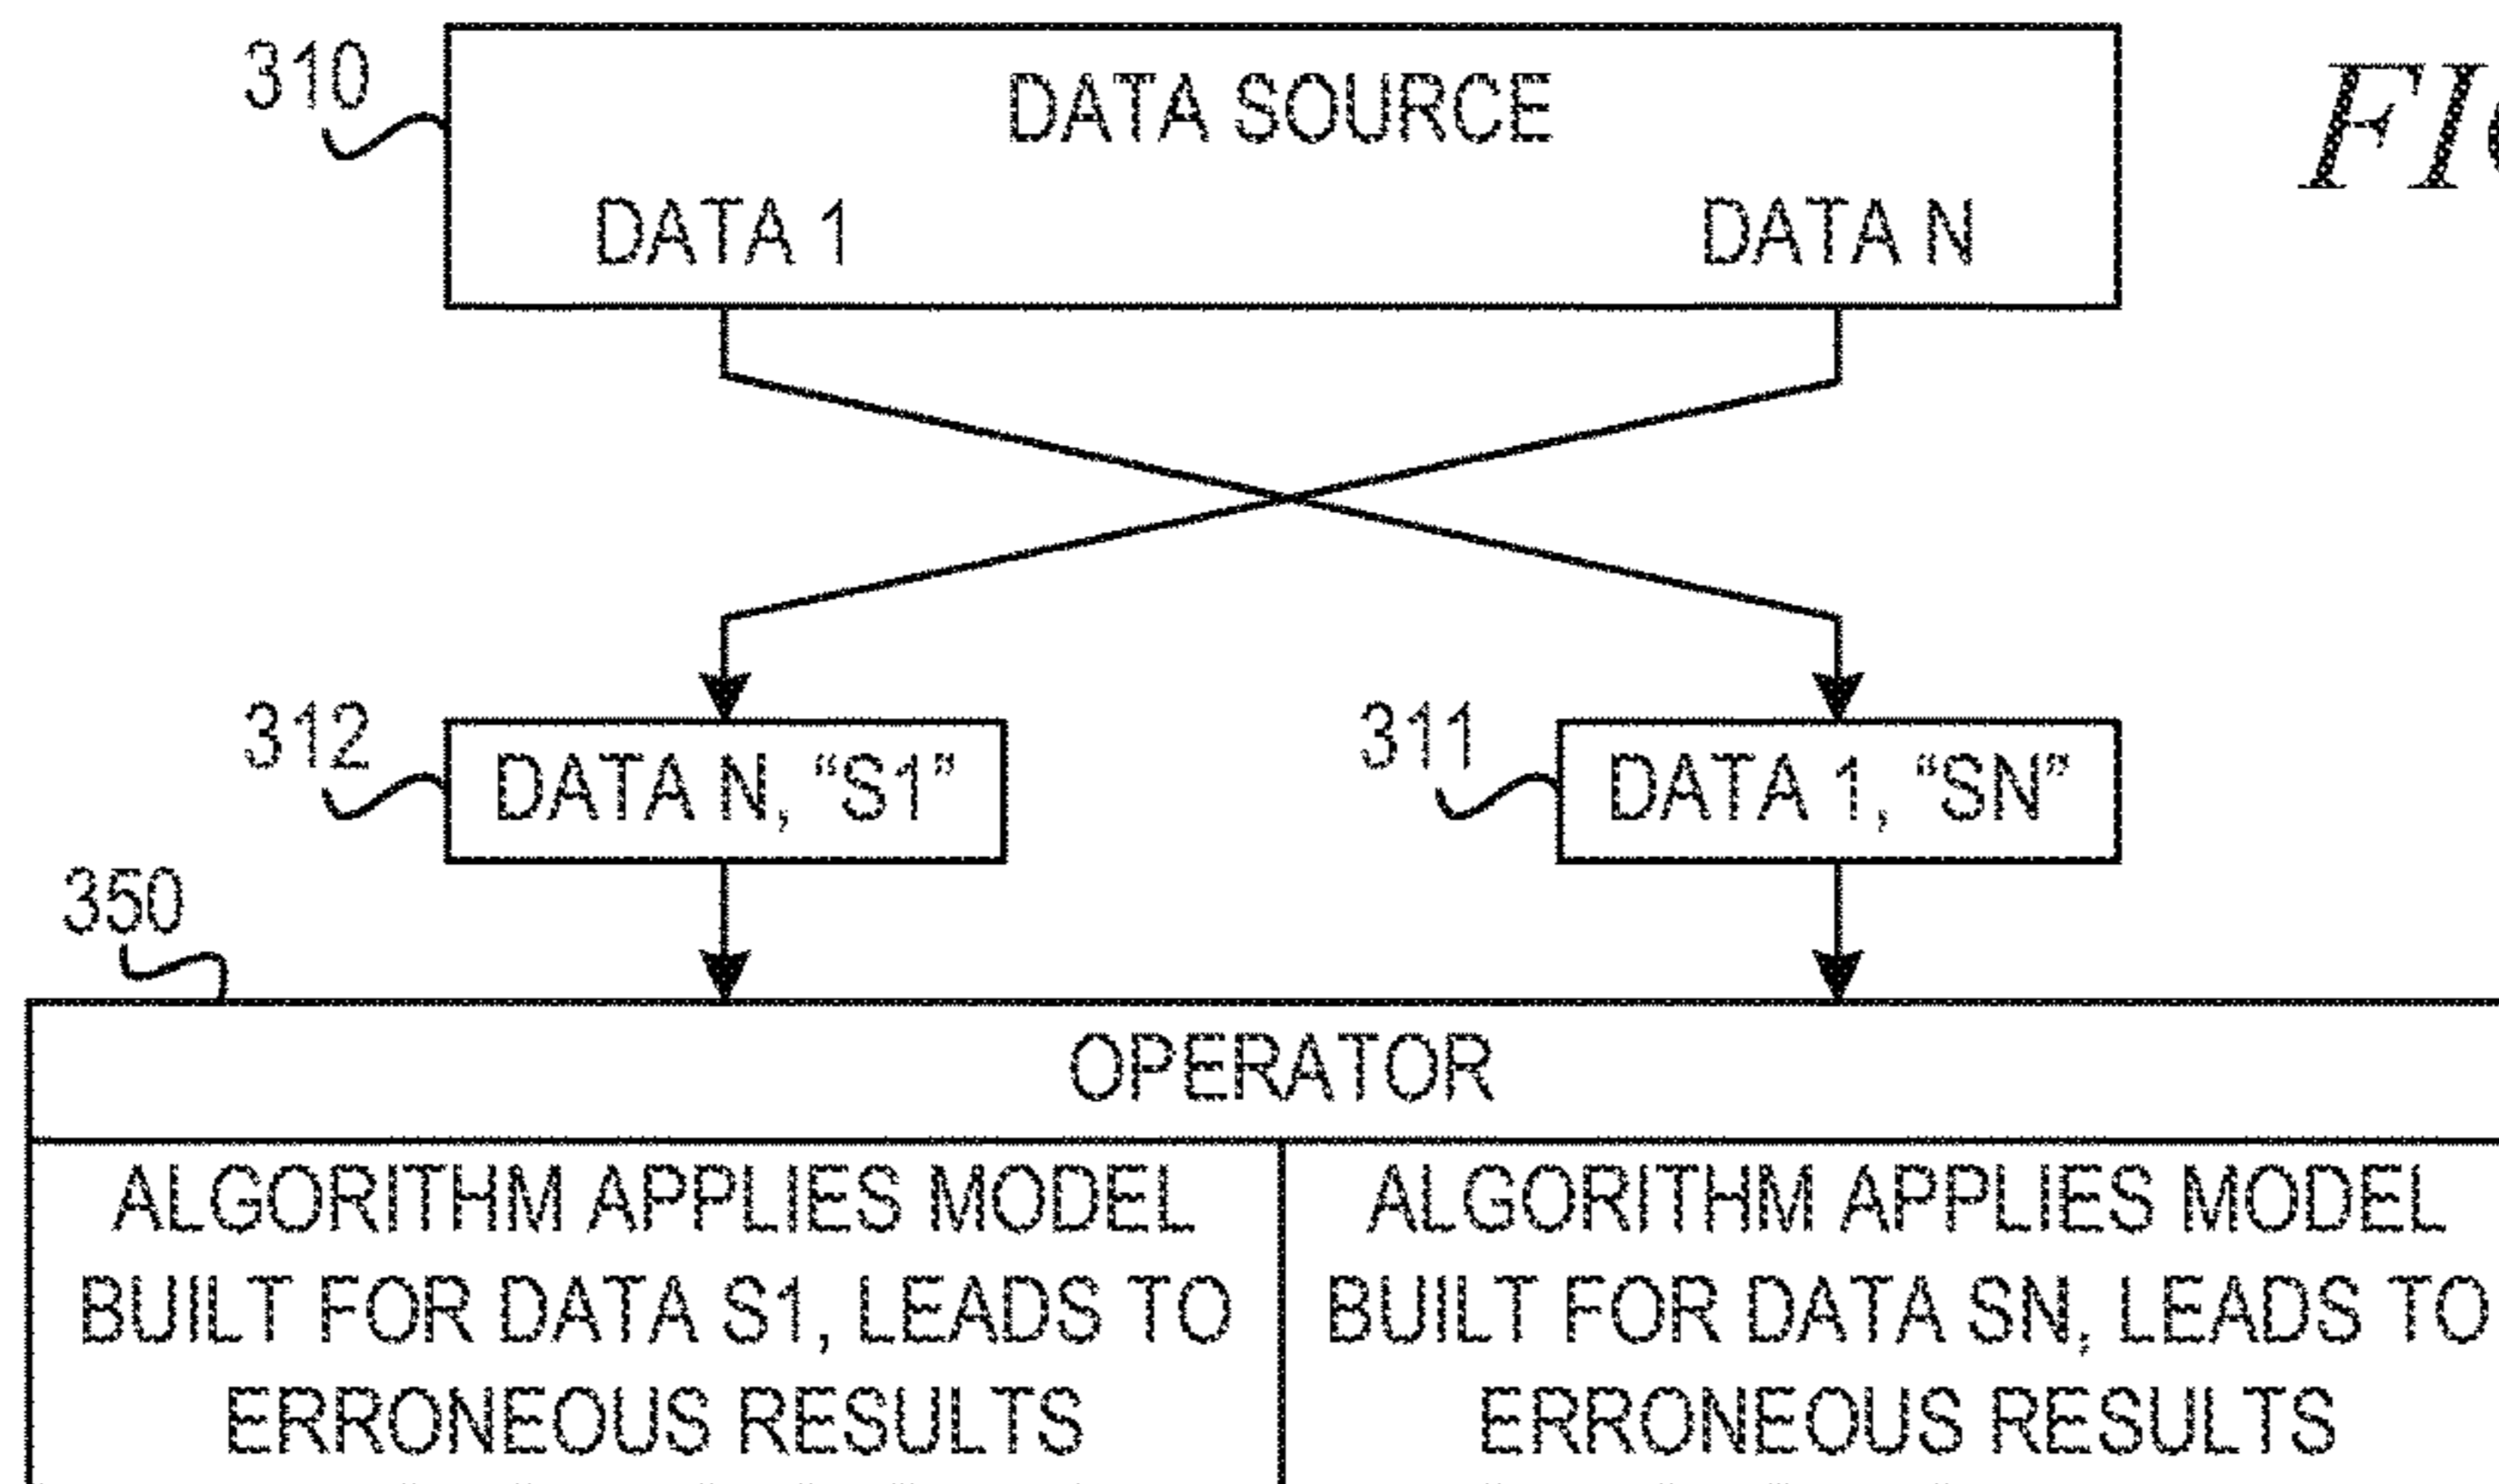 310
DATA SOURCE
DATA 1
DATA N
312
DATA N, “S1”
311
DATA 1, “SN”
350
OPERATOR
ALGORITHM APPLIES MODEL
BUILT FOR DATA S1, LEADS TO
ERRONEOUS RESULTS
ALGORITHM APPLIES MODEL
BUILT FOR DATA SN, LEADS TO
ERRONEOUS RESULTS